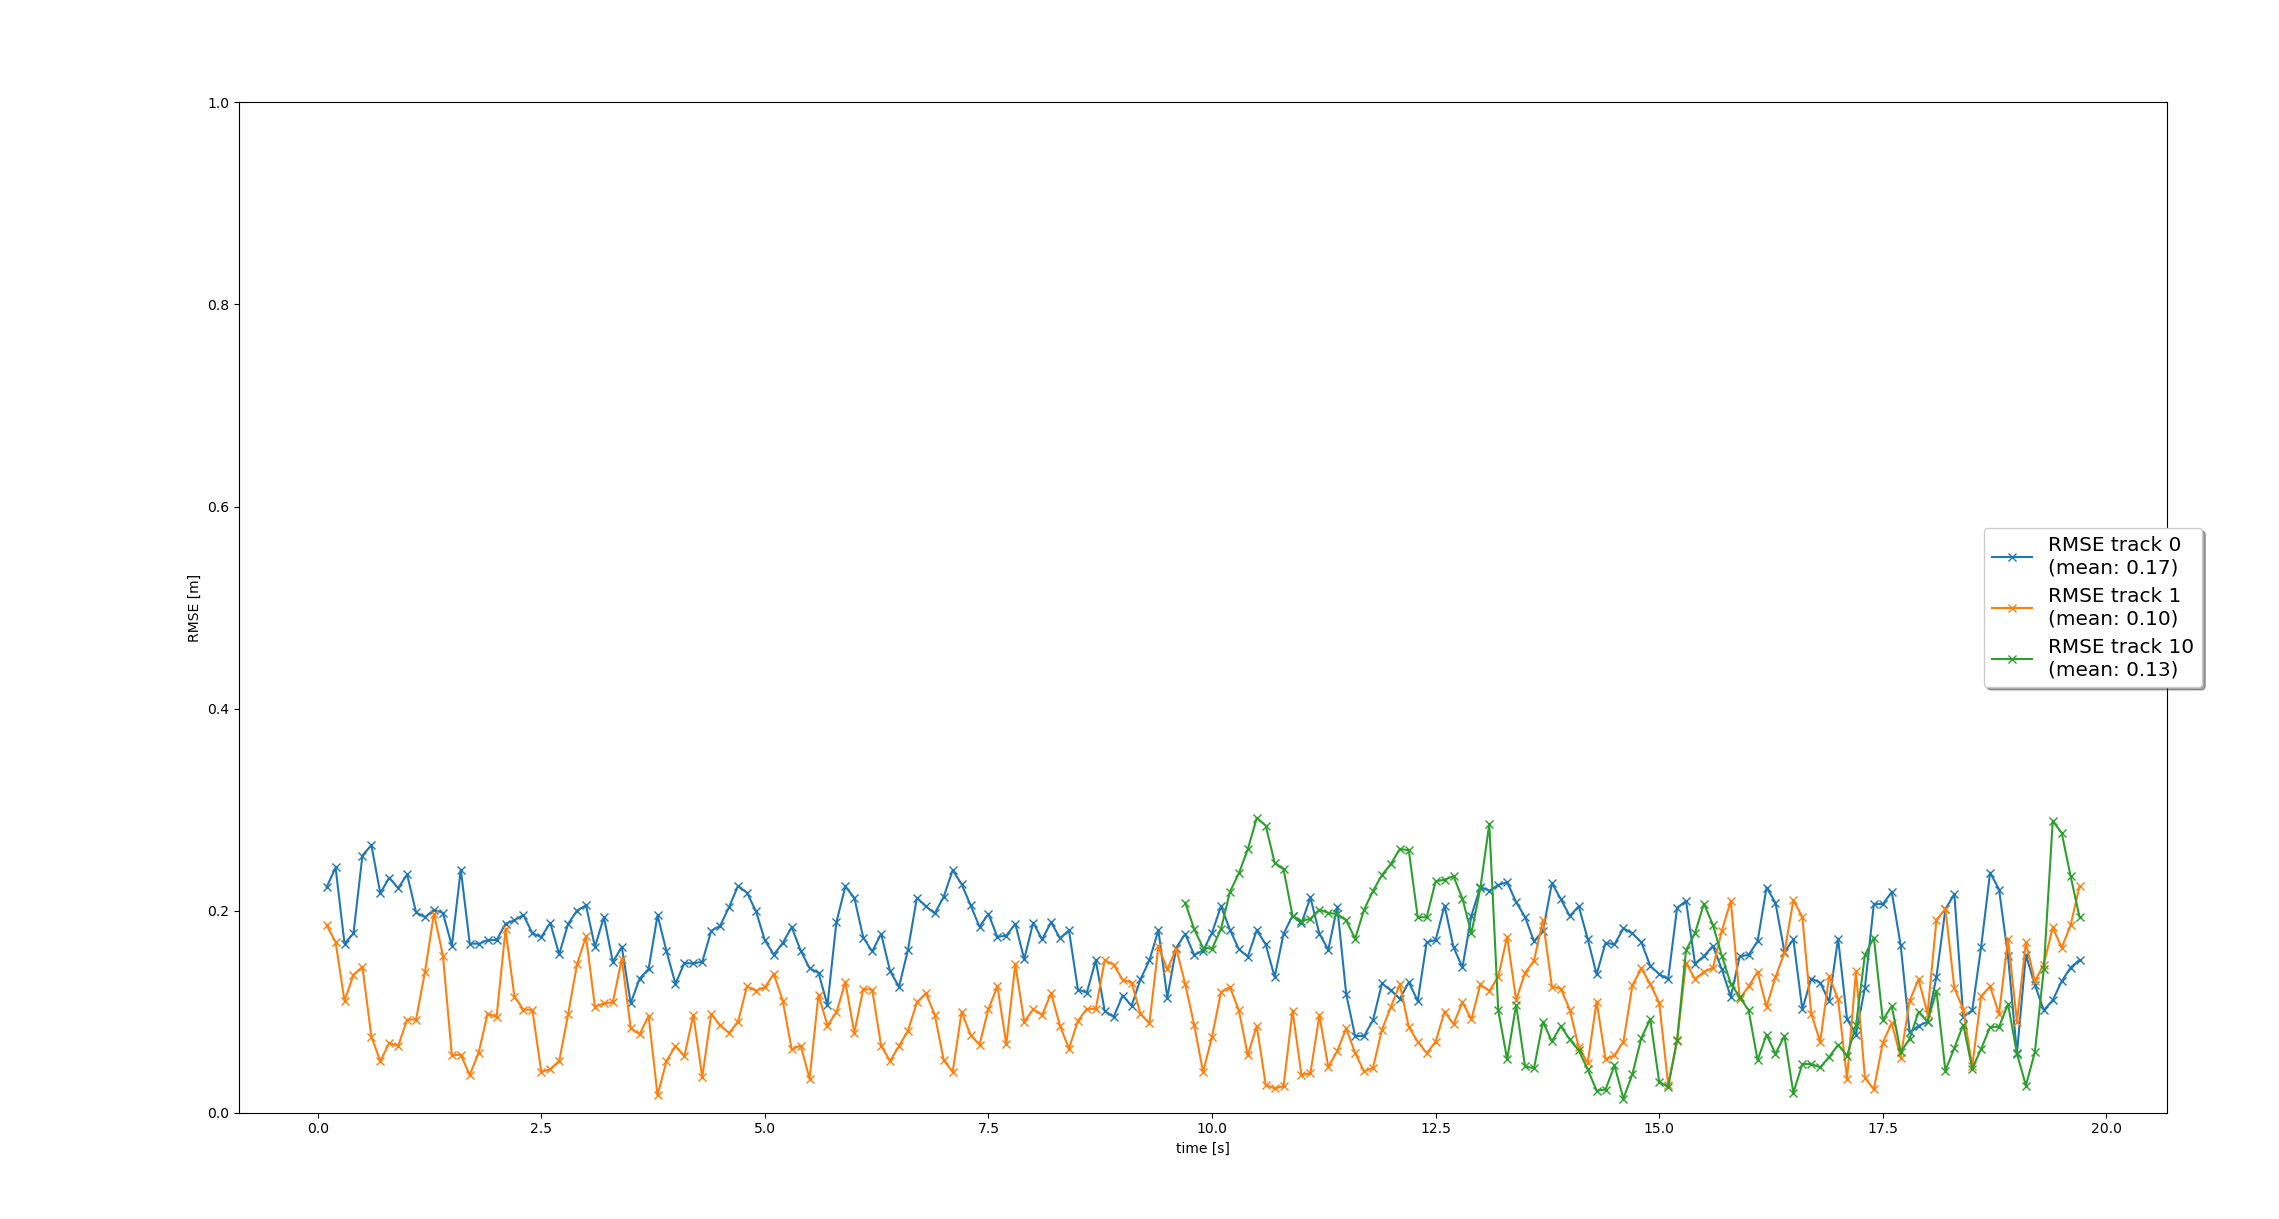 1.0
0.8
0.6
0.4
0.2
0.0
RMSE [m]
0.0 2.5 5.0 7.5 10.0 12.5 15.0 17.5 20.0
time [s]
RMSE track 0
(mean: 0.17)
RMSE track 1
(mean: 0.10)
RMSE track 10
(mean: 0.13)